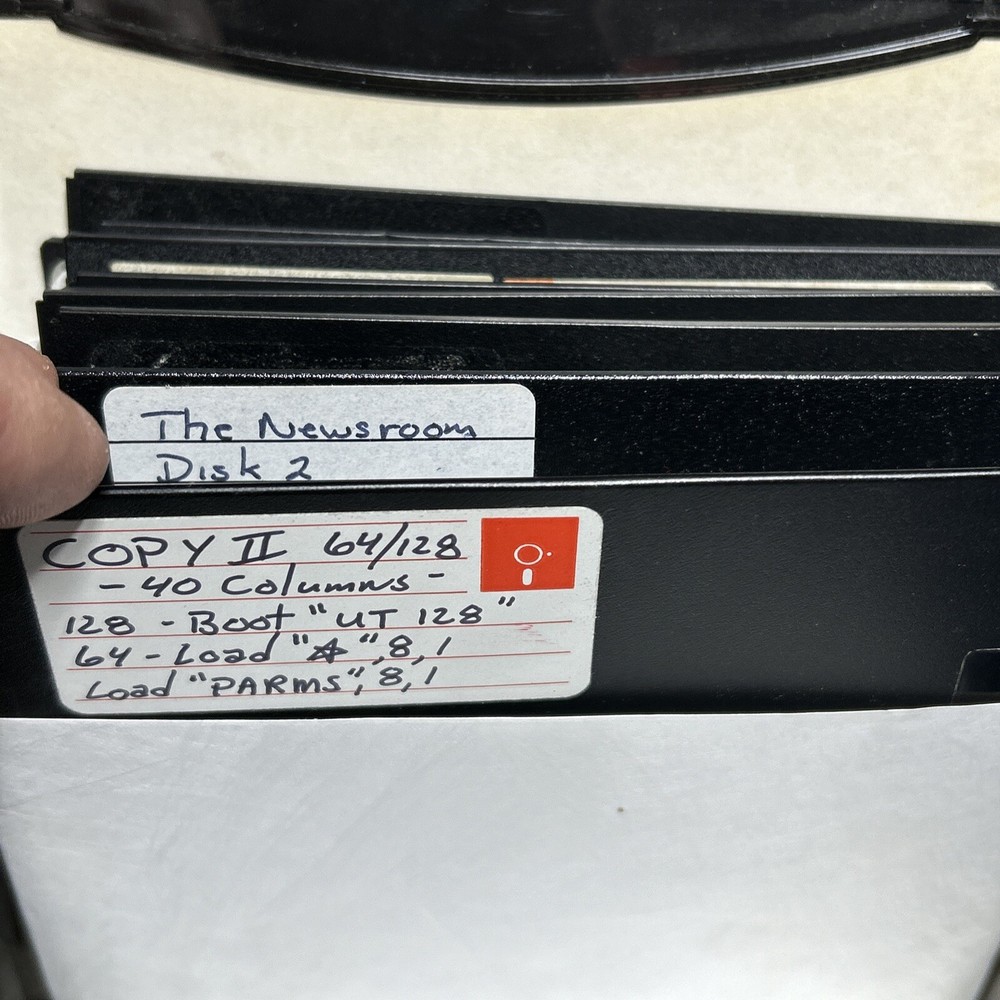 The Newsroom
Disk 2
COPY II 64/128
- 40 Columns -
128 - Boot "UT 128"
64 - Load "*",8,1
Load "PARMS",8,1